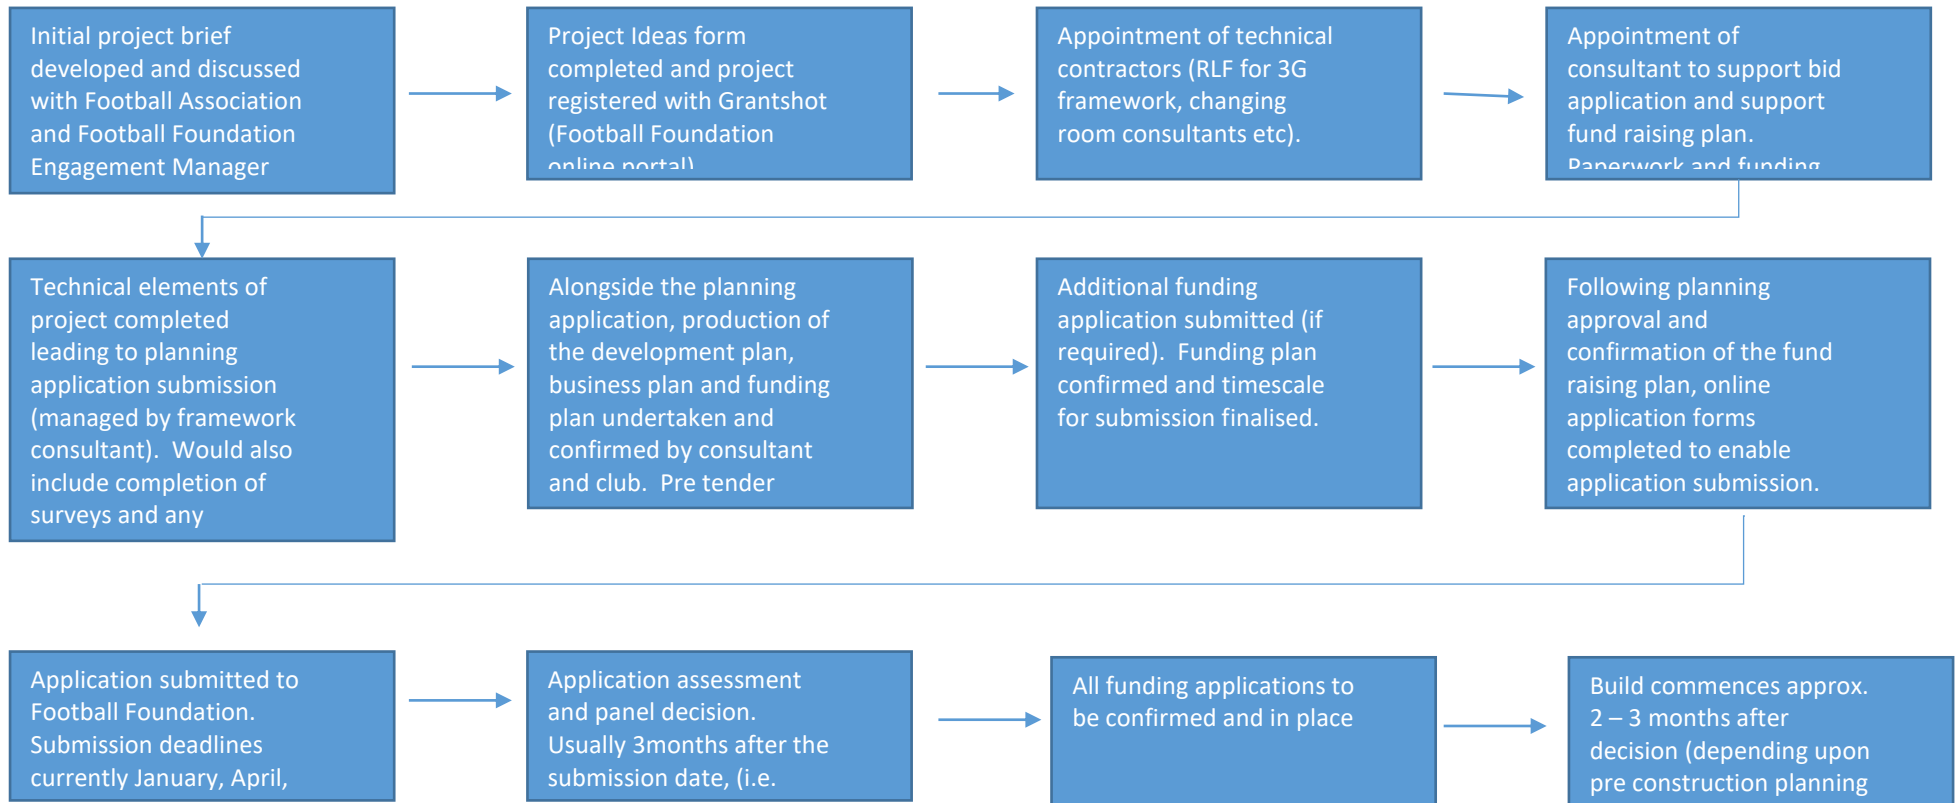 Initial project brief
developed and discussed
with Football Association
and Football Foundation
Engagement Manager
Project Ideas form
completed and project
registered with Grantshot
(Football Foundation
online portal)
Appointment of technical
contractors (RLF for 3G
framework, changing
room consultants etc).
Appointment of
consultant to support bid
application and support
fund raising plan.
Paperwork and funding
Technical elements of
project completed
leading to planning
application submission
(managed by framework
consultant).  Would also
include completion of
surveys and any
Alongside the planning
application, production of
the development plan,
business plan and funding
plan undertaken and
confirmed by consultant
and club.  Pre tender
Additional funding
application submitted (if
required).  Funding plan
confirmed and timescale
for submission finalised.
Following planning
approval and
confirmation of the fund
raising plan, online
application forms
completed to enable
application submission.
Application submitted to
Football Foundation.
Submission deadlines
currently January, April,
Application assessment
and panel decision.
Usually 3months after the
submission date, (i.e.
All funding applications to
be confirmed and in place
Build commences approx.
2 – 3 months after
decision (depending upon
pre construction planning